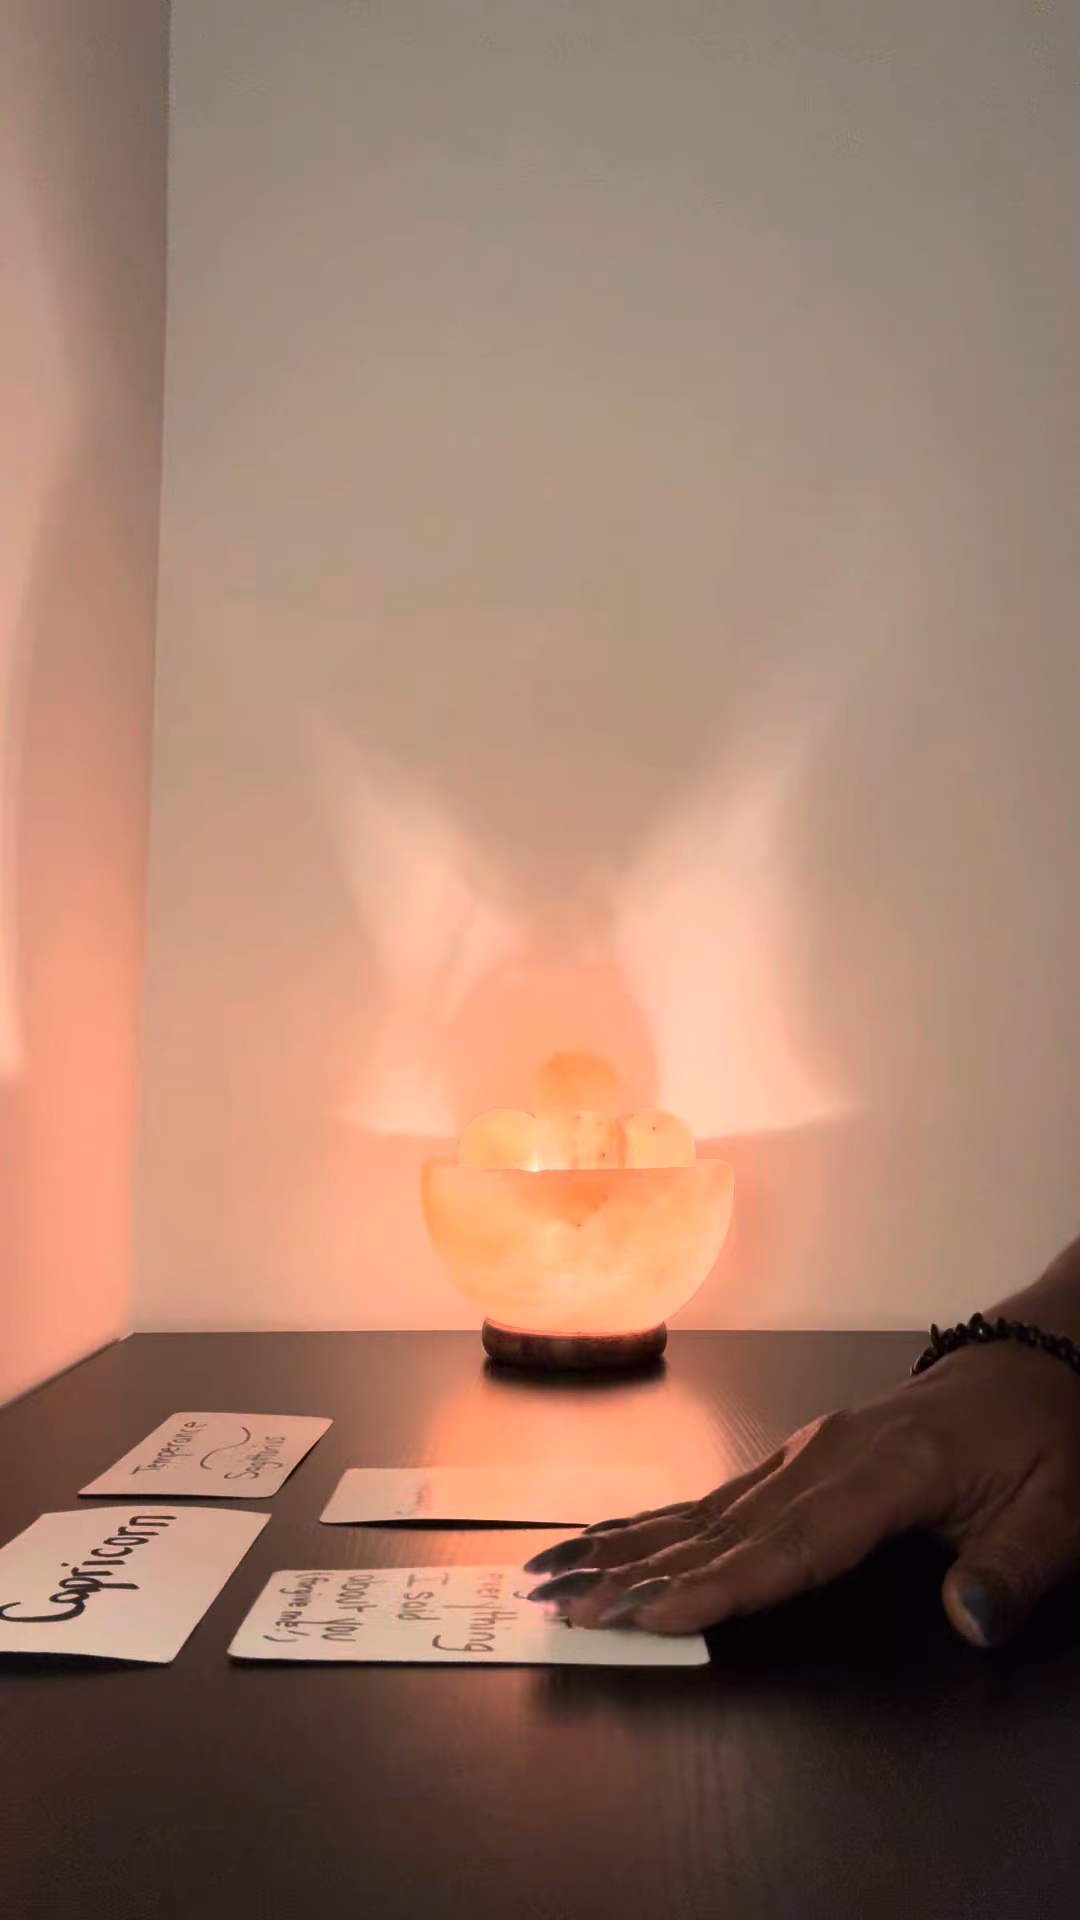 Temperance
Sagittarius
Capricorn
everything
I said
about you
(forgive me!)